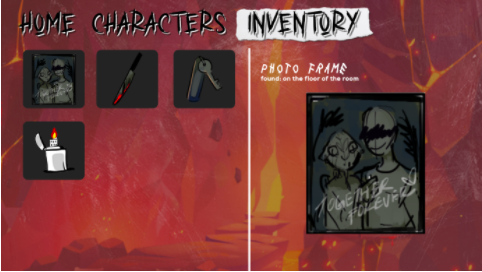 HOME CHARACTERS INVENTORY
PHOTO FRAME
found: on the floor of the room
TOGETHER
FOREVER